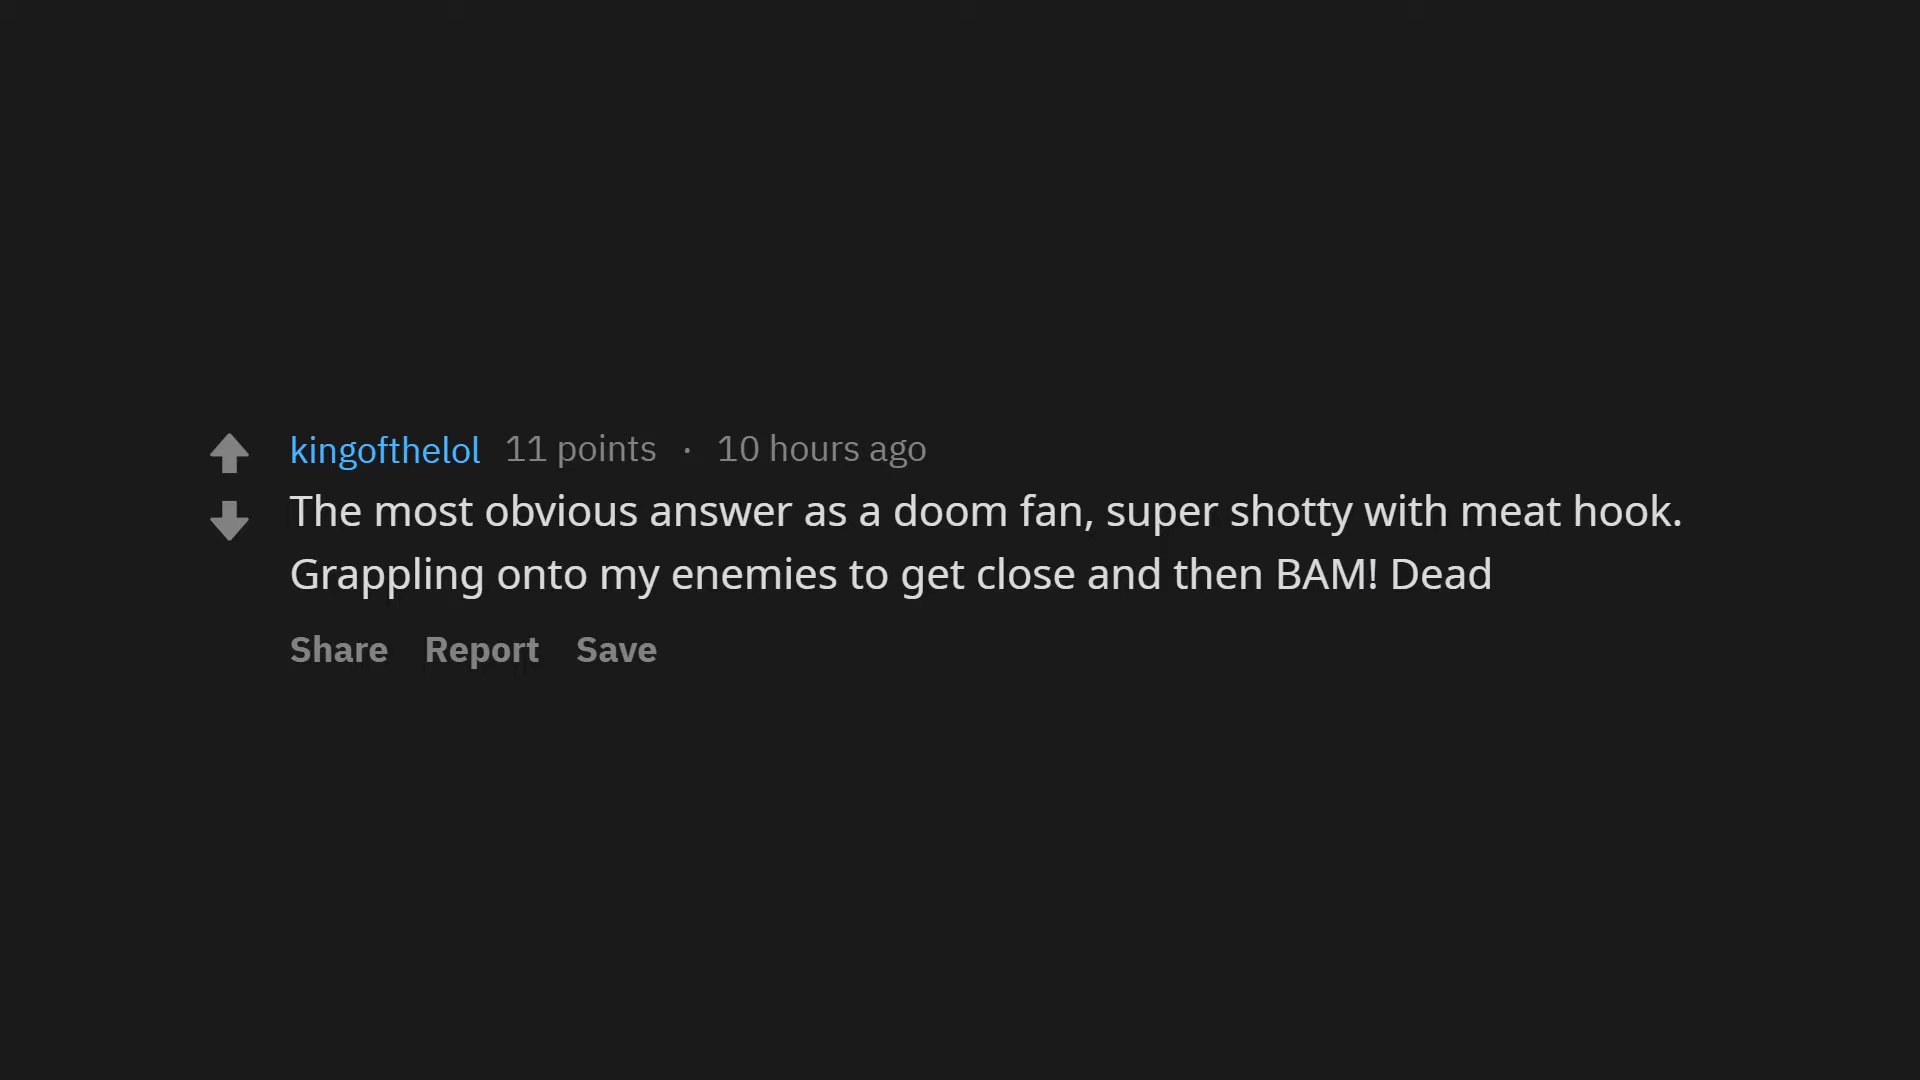 kingofthelol 11 points · 10 hours ago
The most obvious answer as a doom fan, super shotty with meat hook.
Grappling onto my enemies to get close and then BAM! Dead
Share Report Save